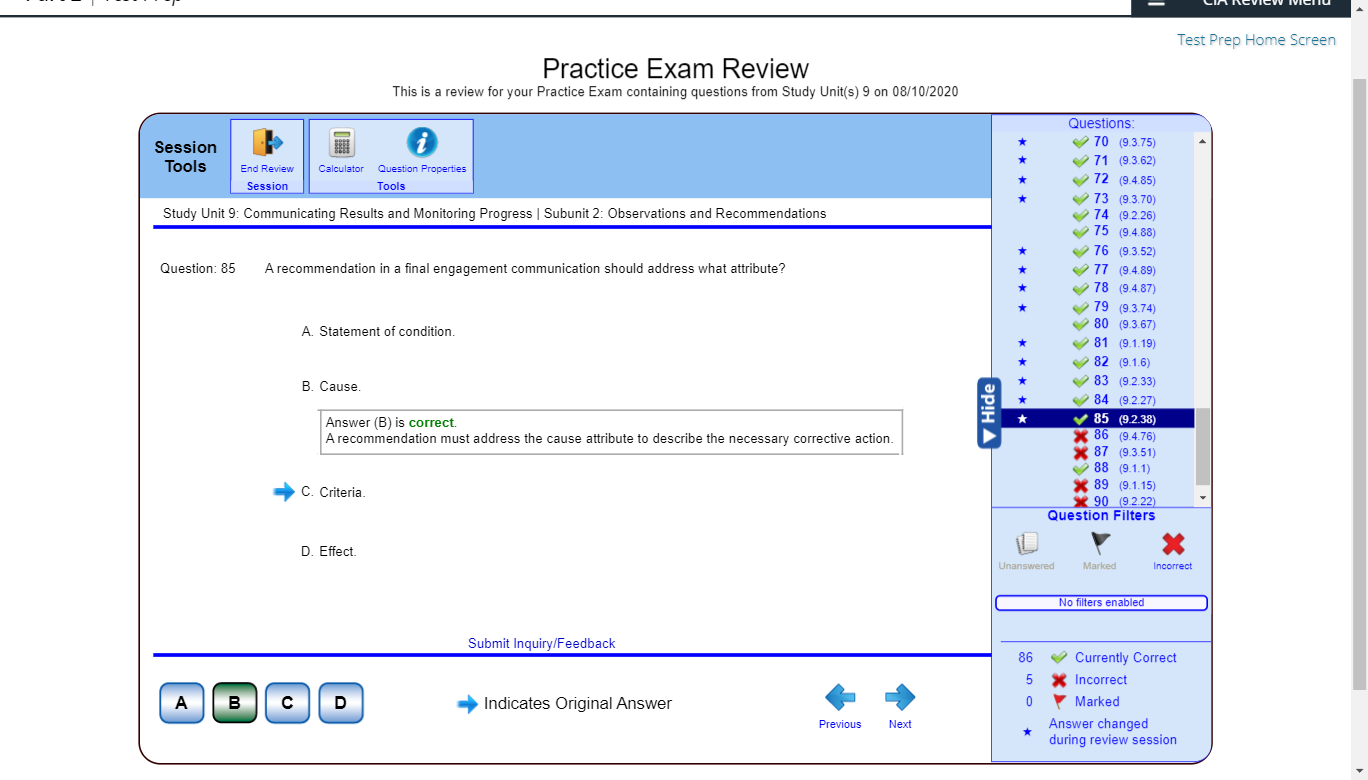 CIA Review Menu
Test Prep Home Screen
Practice Exam Review
This is a review for your Practice Exam containing questions from Study Unit(s) 9 on 08/10/2020
Session
Tools
End Review
Session
Calculator
Question Properties
Tools
Study Unit 9: Communicating Results and Monitoring Progress | Subunit 2: Observations and Recommendations
Question: 85 A recommendation in a final engagement communication should address what attribute?
A. Statement of condition.
B. Cause.
Answer (B) is correct.
A recommendation must address the cause attribute to describe the necessary corrective action.
C. Criteria.
D. Effect.
Submit Inquiry/Feedback
A
B
C
D
Indicates Original Answer
Previous
Next
Hide
Questions:
70 (9.3.75)
71 (9.3.62)
72 (9.4.85)
73 (9.3.70)
74 (9.2.26)
75 (9.4.88)
76 (9.3.52)
77 (9.4.89)
78 (9.4.87)
79 (9.3.74)
80 (9.3.67)
81 (9.1.19)
82 (9.1.6)
83 (9.2.33)
84 (9.2.27)
85 (9.2.38)
86 (9.4.76)
87 (9.3.51)
88 (9.1.1)
89 (9.1.15)
90 (9.2.22)
Question Filters
Unanswered
Marked
Incorrect
No filters enabled
86 Currently Correct
5 Incorrect
0 Marked
Answer changed
during review session